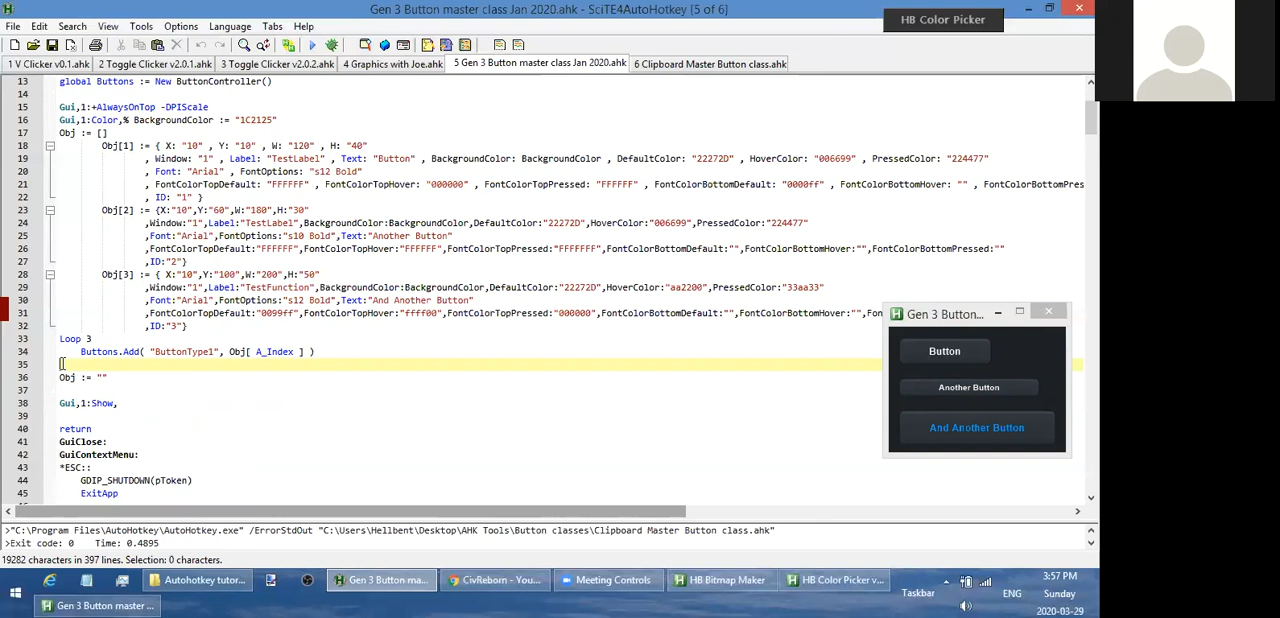 Gen 3 Button master class Jan 2020.ahk - SciTE4AutoHotkey [5 of 6]
HB Color Picker
File Edit Search View Tools Options Language Tabs Help
1 V Clicker v0.1.ahk 2 Toggle Clicker v2.0.1.ahk 3 Toggle Clicker v2.0.2.ahk 4 Graphics with Joe.ahk 5 Gen 3 Button master class Jan 2020.ahk 6 Clipboard Master Button class.ahk
13 global Buttons := New ButtonController()
14
15 Gui,1:+AlwaysOnTop -DPIScale
16 Gui,1:Color,% BackgroundColor := "1C2125"
17 Obj := []
18 Obj[1] := { X: "10" , Y: "10" , W: "120" , H: "40"
19 , Window: "1" , Label: "TestLabel" , Text: "Button" , BackgroundColor: BackgroundColor , DefaultColor: "22272D" , HoverColor: "006699" , PressedColor: "224477"
20 , Font: "Arial" , FontOptions: "s12 Bold"
21 , FontColorTopDefault: "FFFFFF" , FontColorTopHover: "000000" , FontColorTopPressed: "FFFFFF" , FontColorBottomDefault: "0000ff" , FontColorBottomHover: "" , FontColorBottomPres
22 , ID: "1" }
23 Obj[2] := {X:"10",Y:"60",W:"180",H:"30"
24 ,Window:"1",Label:"TestLabel",BackgroundColor:BackgroundColor,DefaultColor:"22272D",HoverColor:"006699",PressedColor:"224477"
25 ,Font:"Arial",FontOptions:"s10 Bold",Text:"Another Button"
26 ,FontColorTopDefault:"FFFFFF",FontColorTopHover:"FFFFFF",FontColorTopPressed:"FFFFFFF",FontColorBottomDefault:"",FontColorBottomHover:"",FontColorBottomPressed:""
27 ,ID:"2"}
28 Obj[3] := { X:"10",Y:"100",W:"200",H:"50"
29 ,Window:"1",Label:"TestFunction",BackgroundColor:BackgroundColor,DefaultColor:"22272D",HoverColor:"aa2200",PressedColor:"33aa33"
30 ,Font:"Arial",FontOptions:"s12 Bold",Text:"And Another Button"
31 ,FontColorTopDefault:"0099ff",FontColorTopHover:"ffff00",FontColorTopPressed:"000000",FontColorBottomDefault:"",FontColorBottomHover:"",Fo
32 ,ID:"3"}
33 Loop 3
34 Buttons.Add( "ButtonType1", Obj[ A_Index ] )
35
36 Obj := ""
37
38 Gui,1:Show,
39
40 return
41 GuiClose:
42 GuiContextMenu:
43 *ESC::
44 GDIP_SHUTDOWN(pToken)
45 ExitApp
Gen 3 Button...
Button
Another Button
And Another Button
>"C:\Program Files\AutoHotkey\AutoHotkey.exe" /ErrorStdOut "C:\Users\Hellbent\Desktop\AHK Tools\Button classes\Clipboard Master Button class.ahk"
>Exit code: 0 Time: 0.4895
19282 characters in 397 lines. Selection: 0 characters.
Autohotkey tutor... Gen 3 Button ma... CivReborn - You... Meeting Controls HB Bitmap Maker HB Color Picker v...
Gen 3 Button master ...
Taskbar
ENG
3:57 PM
Sunday
2020-03-29